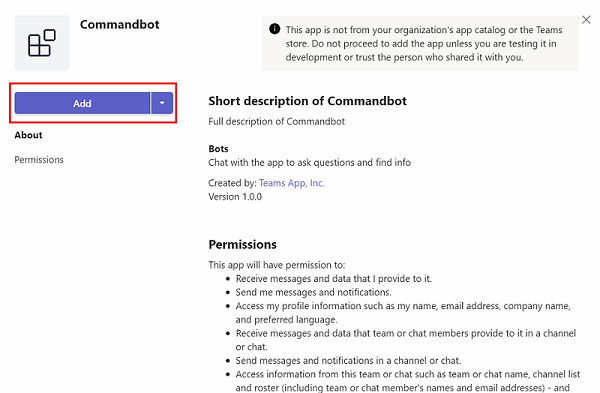 Commandbot
This app is not from your organization's app catalog or the Teams
store. Do not proceed to add the app unless you are testing it in
development or trust the person who shared it with you.
Add
About
Permissions
Short description of Commandbot
Full description of Commandbot
Bots
Chat with the app to ask questions and find info
Created by: Teams App, Inc.
Version 1.0.0
Permissions
This app will have permission to:
• Receive messages and data that I provide to it.
• Send me messages and notifications.
• Access my profile information such as my name, email address, company name,
and preferred language.
• Receive messages and data that team or chat members provide to it in a channel
or chat.
• Send messages and notifications in a channel or chat.
• Access information from this team or chat such as team or chat name, channel list
and roster (including team or chat member's names and email addresses) - and